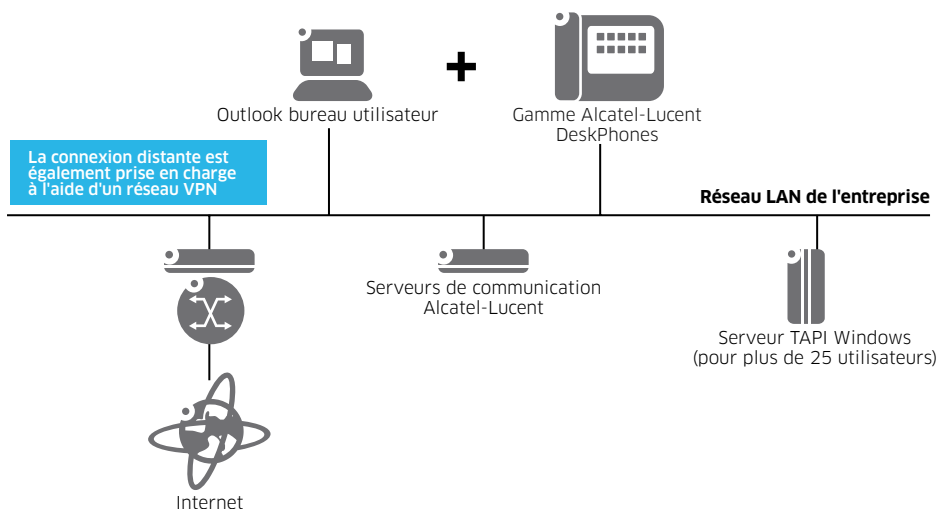 Outlook bureau utilisateur
Gamme Alcatel-Lucent
DeskPhones
La connexion distante est
également prise en charge
à l'aide d'un réseau VPN
Réseau LAN de l'entreprise
Serveurs de communication
Alcatel-Lucent
Serveur TAPI Windows
(pour plus de 25 utilisateurs)
Internet